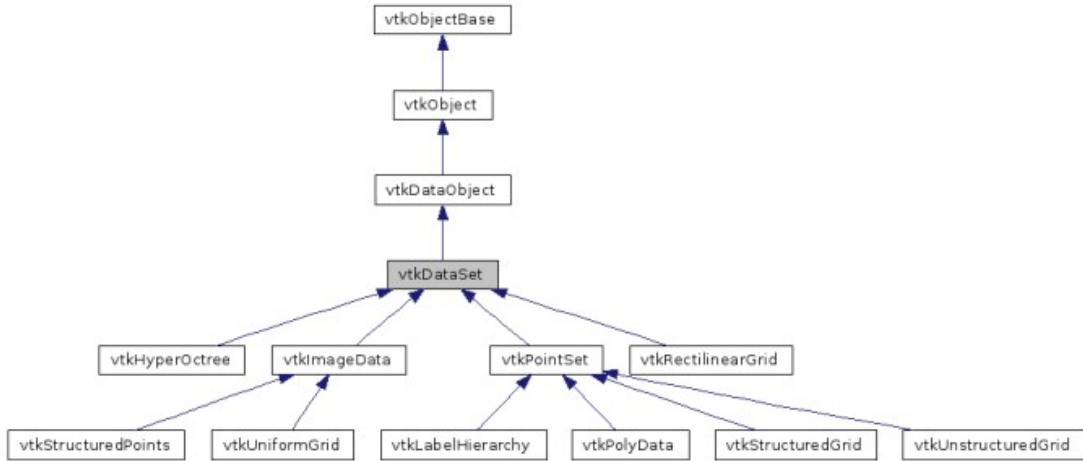 vtkObjectBase
vtkObject
vtkDataObject
vtkDataSet
vtkHyperOctree
vtkImageData
vtkPointSet
vtkRectilinearGrid
vtkStructuredPoints
vtkUniformGrid
vtkLabelHierarchy
vtkPolyData
vtkStructuredGrid
vtkUnstructuredGrid